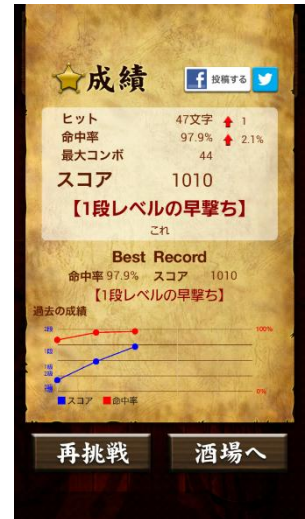 成績
f 投稿する
ヒット 47文字 1
命中率 97.9% 2.1%
最大コンボ 44
スコア 1010
【1段レベルの早撃ち】
これ
Best Record
命中率 97.9% スコア 1010
【1段レベルの早撃ち】
過去の成績
100%
0%
スコア 命中率
再挑戦 酒場へ